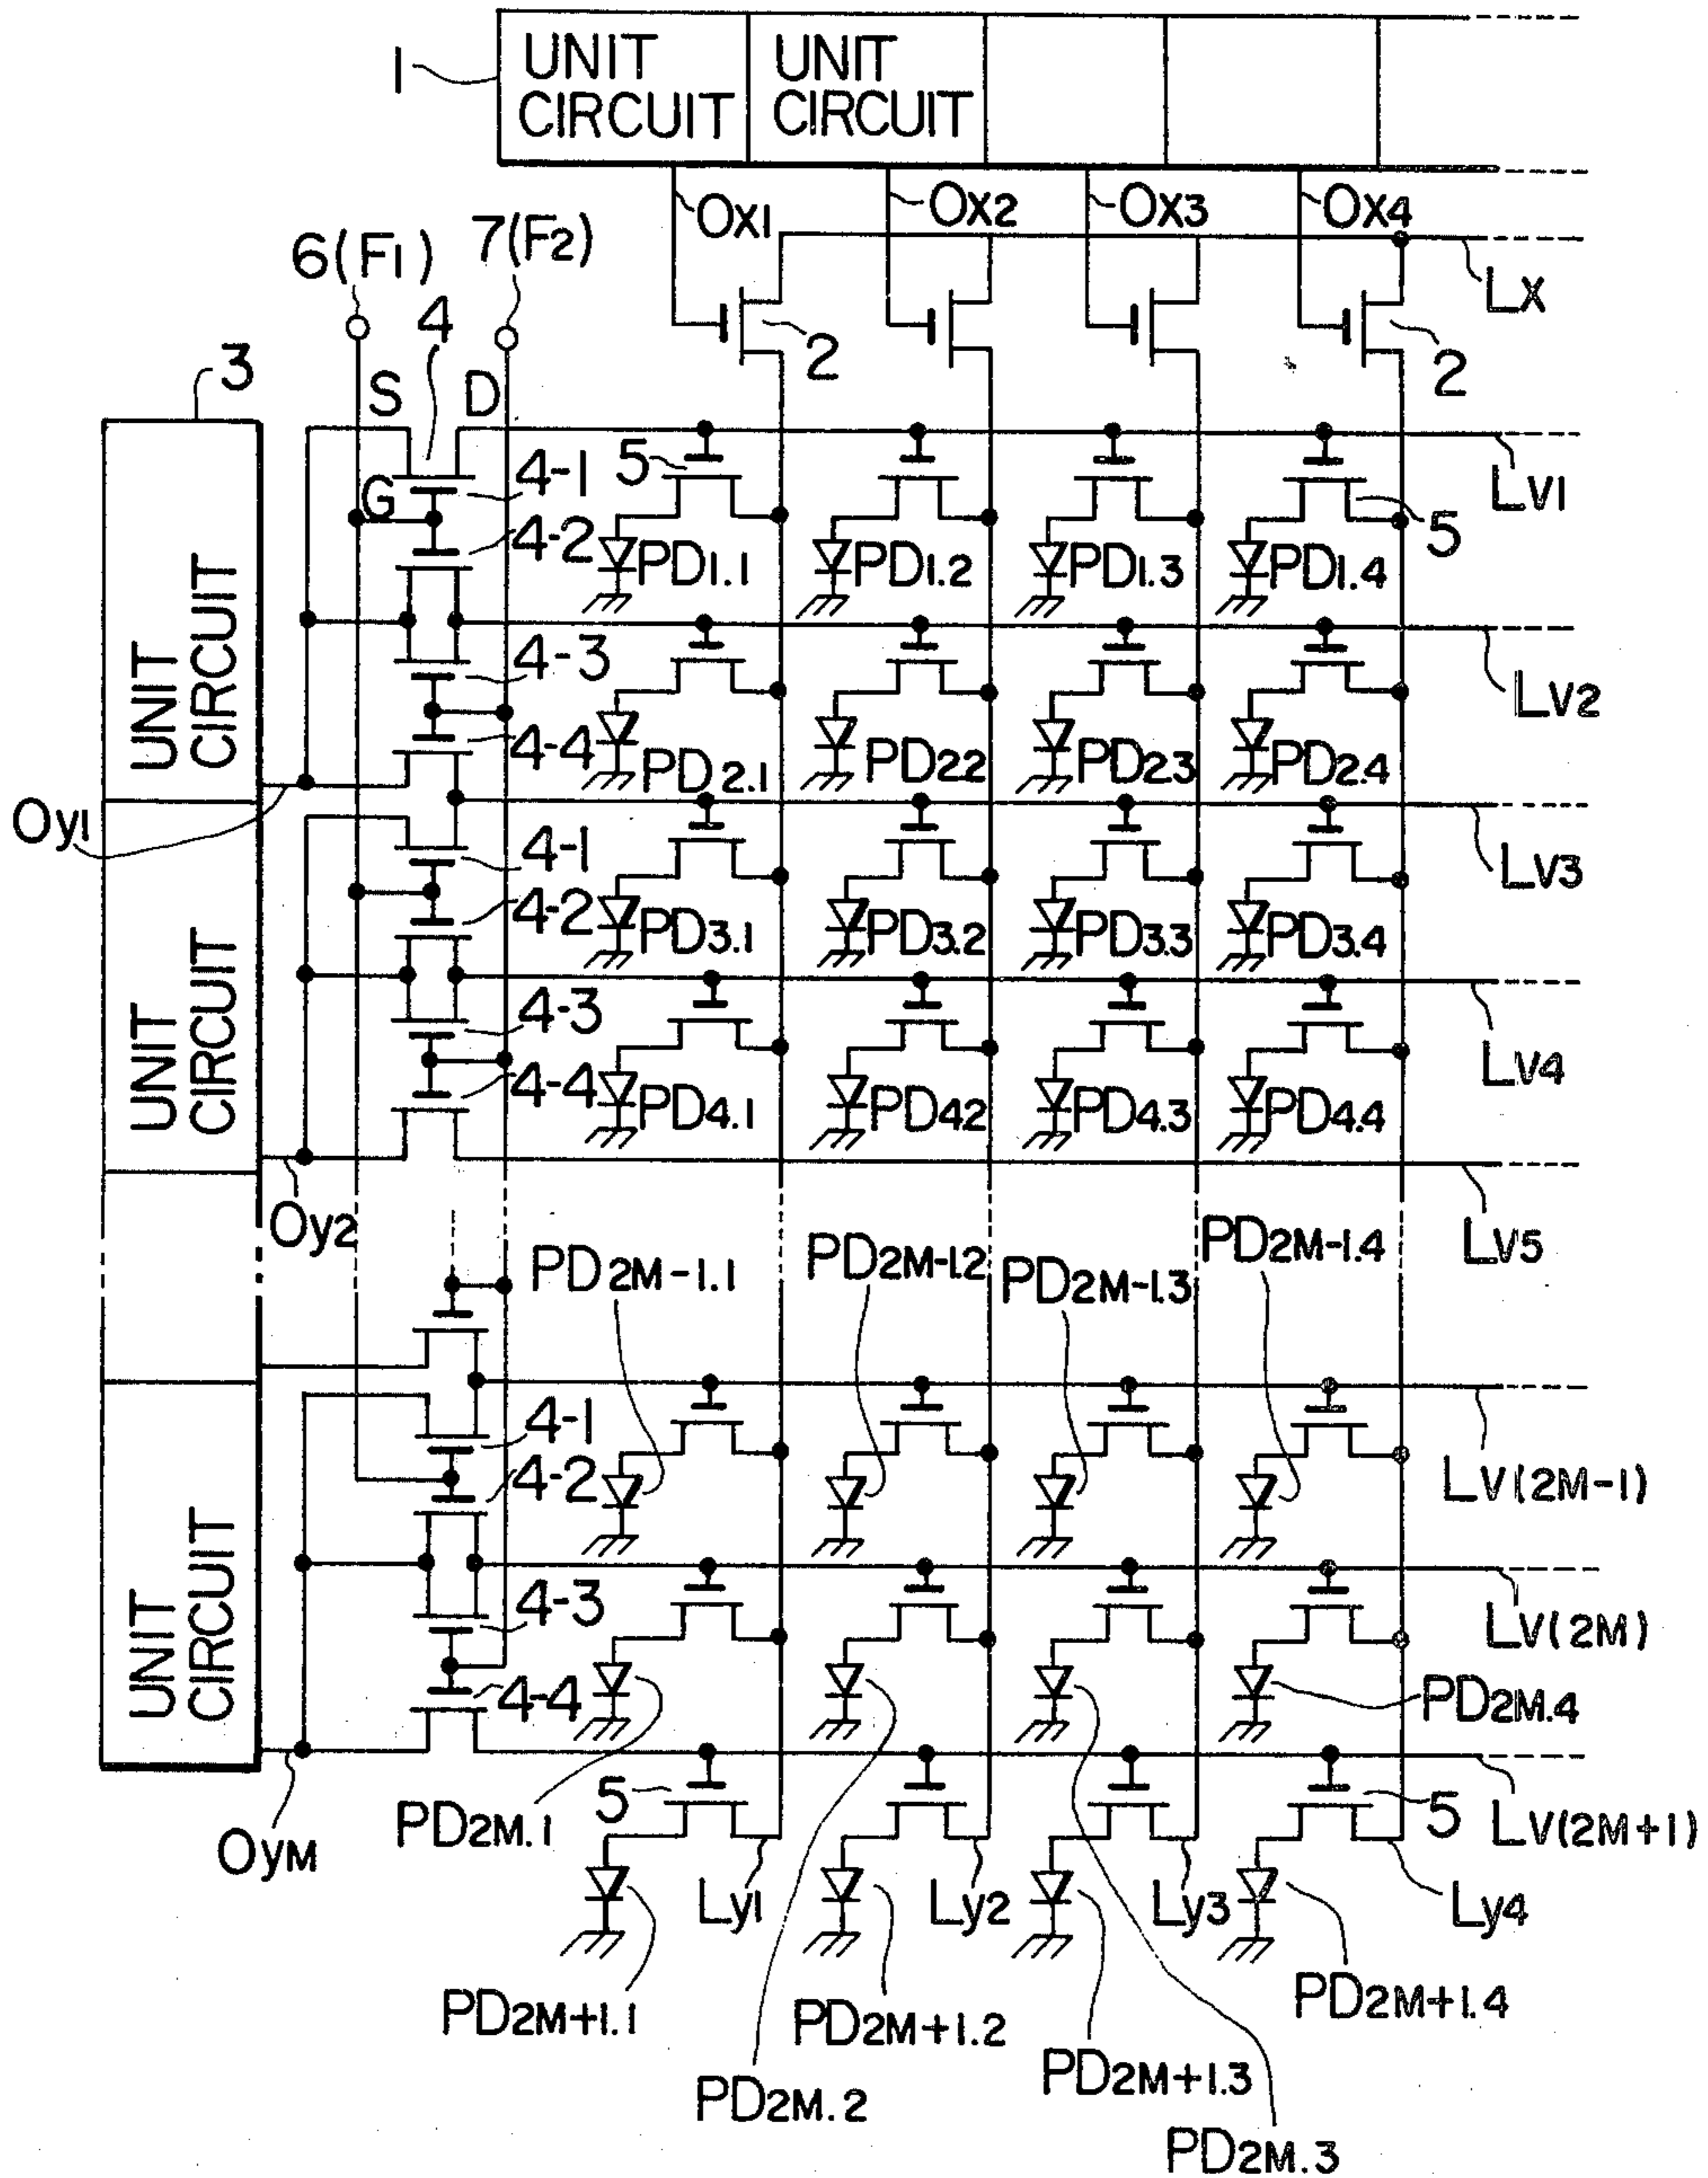 1
UNIT
CIRCUIT
UNIT
CIRCUIT
OX1
OX2
OX3
OX4
6(F1)
7(F2)
LX
4
2
2
3
S
D
G
4-1
5
5
LV1
4-2
PD1.1
PD1.2
PD1.3
PD1.4
UNIT
CIRCUIT
4-3
LV2
4-4
PD2.1
PD2.2
PD2.3
PD2.4
Oy1
4-1
LV3
4-2
PD3.1
PD3.2
PD3.3
PD3.4
UNIT
CIRCUIT
4-3
LV4
4-4
PD4.1
PD4.2
PD4.3
PD4.4
Oy2
LV5
PD2M-1.1
PD2M-1.2
PD2M-1.3
PD2M-1.4
4-1
4-2
LV(2M-1)
UNIT
CIRCUIT
4-3
LV(2M)
4-4
PD2M.4
OyM
PD2M.1
5
5
LV(2M+1)
Ly1
Ly2
Ly3
Ly4
PD2M+1.1
PD2M+1.2
PD2M+1.3
PD2M+1.4
PD2M.2
PD2M.3